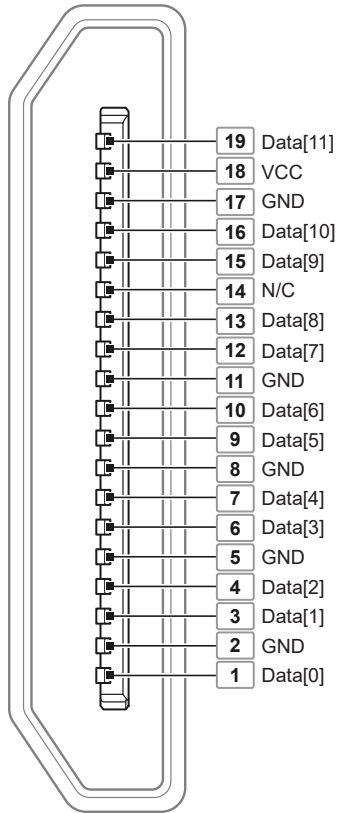 19 Data[11]
18 VCC
17 GND
16 Data[10]
15 Data[9]
14 N/C
13 Data[8]
12 Data[7]
11 GND
10 Data[6]
9 Data[5]
8 GND
7 Data[4]
6 Data[3]
5 GND
4 Data[2]
3 Data[1]
2 GND
1 Data[0]